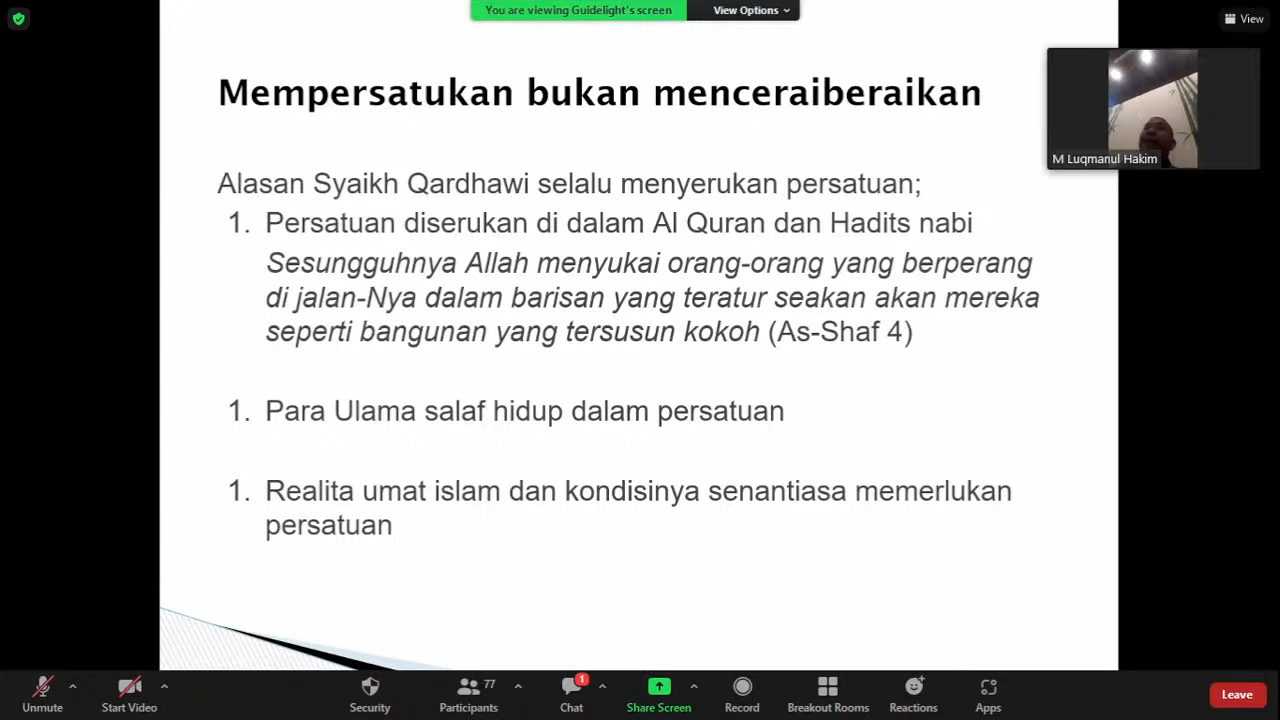 You are viewing Guidelight's screen
View Options
View
Mempersatukan bukan menceraiberaikan
M Luqmanul Hakim
Alasan Syaikh Qardhawi selalu menyerukan persatuan;
1. Persatuan diserukan di dalam Al Quran dan Hadits nabi
Sesungguhnya Allah menyukai orang-orang yang berperang
di jalan-Nya dalam barisan yang teratur seakan akan mereka
seperti bangunan yang tersusun kokoh (As-Shaf 4)
1. Para Ulama salaf hidup dalam persatuan
1. Realita umat islam dan kondisinya senantiasa memerlukan
persatuan
Unmute
Start Video
Security
Participants 77
Chat 1
Share Screen
Record
Breakout Rooms
Reactions
Apps
Leave